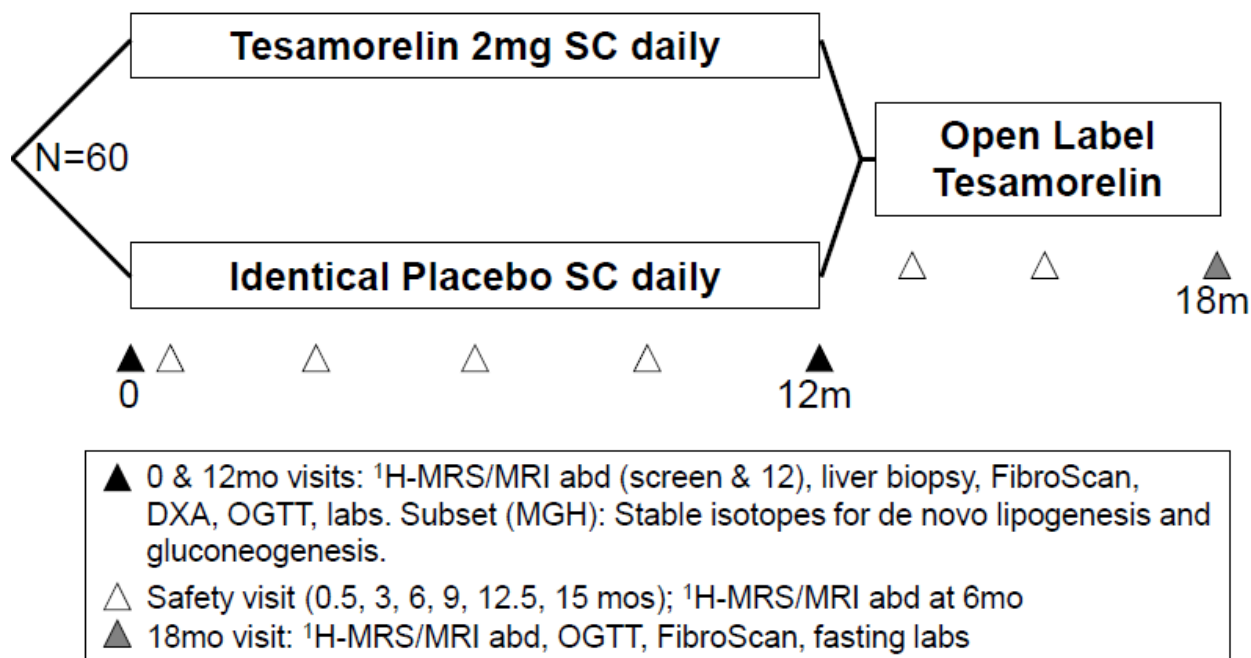 Tesamorelin 2mg SC daily
N=60
Open Label
Tesamorelin
Identical Placebo SC daily
18m
0
12m
▲ 0 & 12mo visits: ¹H-MRS/MRI abd (screen & 12), liver biopsy, FibroScan,
DXA, OGTT, labs. Subset (MGH): Stable isotopes for de novo lipogenesis and
gluconeogenesis.
△ Safety visit (0.5, 3, 6, 9, 12.5, 15 mos); ¹H-MRS/MRI abd at 6mo
▲ 18mo visit: ¹H-MRS/MRI abd, OGTT, FibroScan, fasting labs